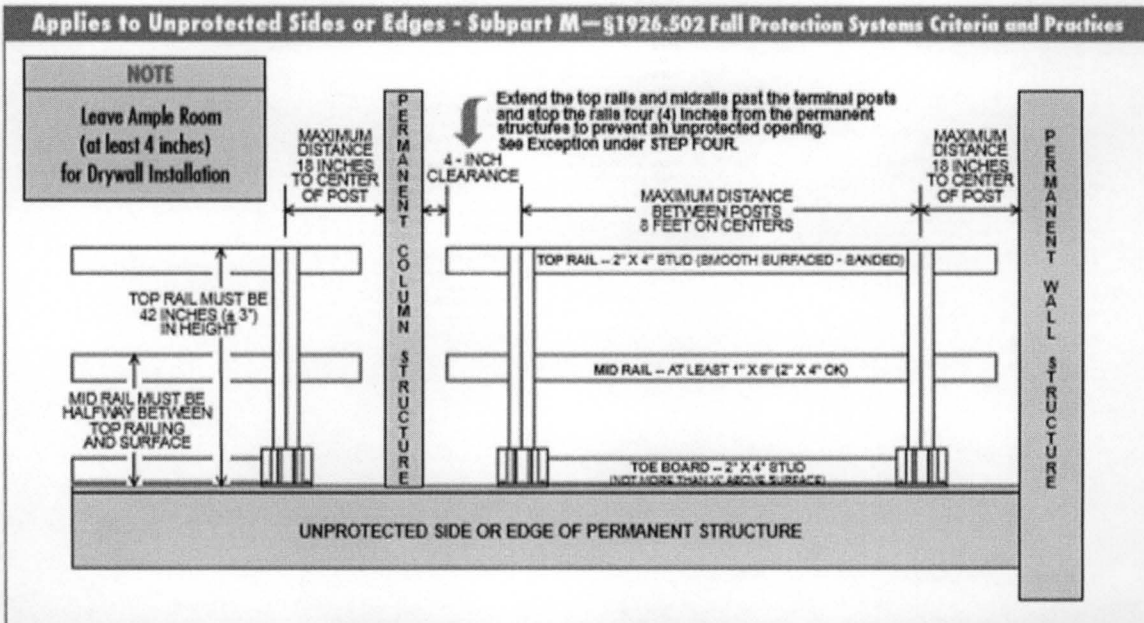 Applies to Unprotected Sides or Edges - Subpart M—§1926.502 Fall Protection Systems Criteria and Practices
NOTE
Leave Ample Room
(at least 4 inches)
for Drywall Installation
MAXIMUM
DISTANCE
18 INCHES
TO CENTER
OF POST
PERMANENT COLUMN STRUCTURE
Extend the top rails and midrails past the terminal posts
and stop the rails four (4) inches from the permanent
structures to prevent an unprotected opening.
See Exception under STEP FOUR.
4 - INCH
CLEARANCE
MAXIMUM DISTANCE
BETWEEN POSTS
8 FEET ON CENTERS
MAXIMUM
DISTANCE
18 INCHES
TO CENTER
OF POST
PERMANENT WALL STRUCTURE
TOP RAIL -- 2" X 4" STUD (SMOOTH SURFACED - SANDED)
TOP RAIL MUST BE
42 INCHES (± 3")
IN HEIGHT
MID RAIL -- AT LEAST 1" X 6" (2" X 4" OK)
MID RAIL MUST BE
HALFWAY BETWEEN
TOP RAILING
AND SURFACE
TOE BOARD -- 2" X 4" STUD
(NOT MORE THAN ABOVE SURFACE)
UNPROTECTED SIDE OR EDGE OF PERMANENT STRUCTURE